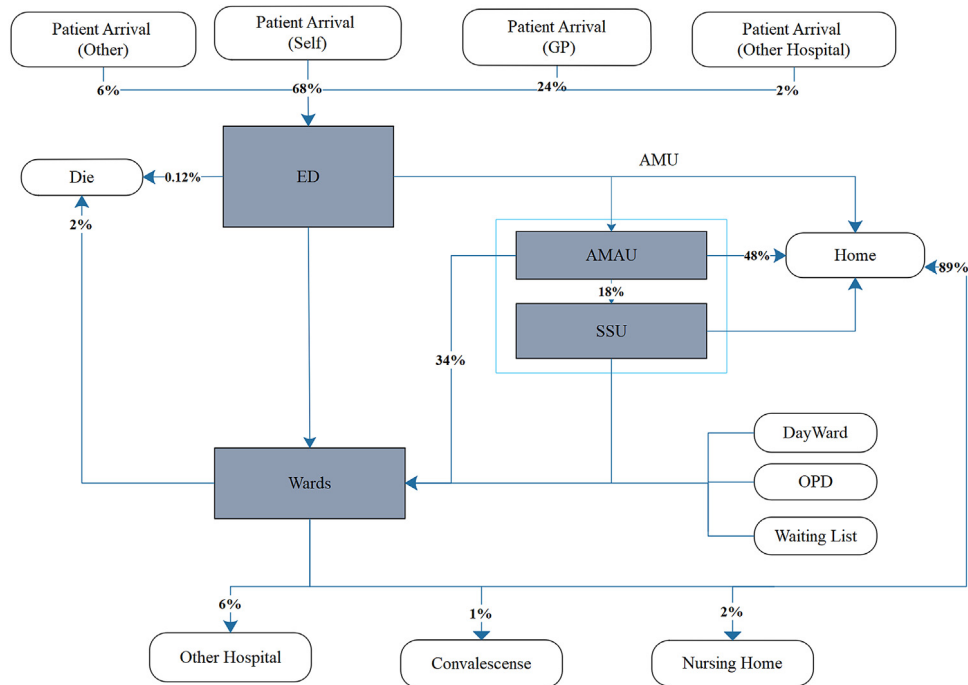 Patient Arrival
(Other)
Patient Arrival
(Self)
Patient Arrival
(GP)
Patient Arrival
(Other Hospital)
6%
68%
24%
2%
AMU
Die
0.12%
ED
2%
AMAU
48%
Home
89%
18%
SSU
34%
DayWard
Wards
OPD
Waiting List
6%
1%
2%
Other Hospital
Convalescense
Nursing Home